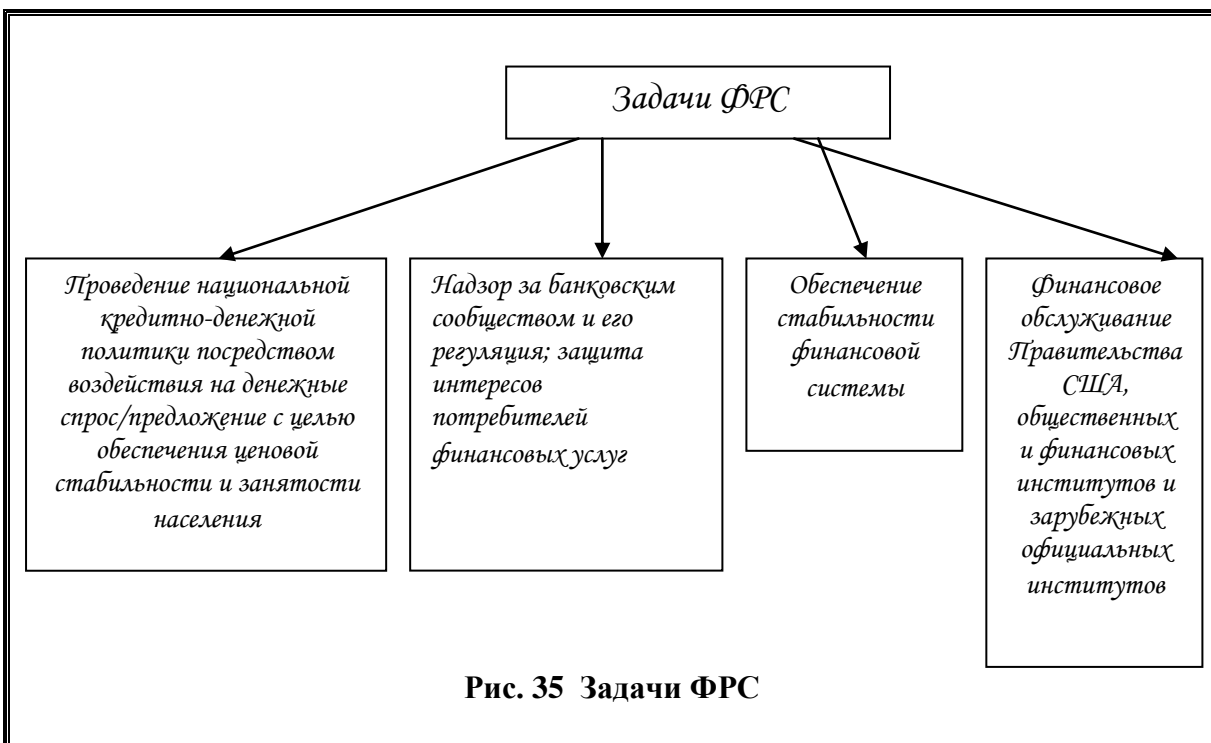 Задачи ФРС
Проведение национальной
кредитно-денежной
политики посредством
воздействия на денежные
спрос/предложение с целью
обеспечения ценовой
стабильности и занятости
населения
Надзор за банковским
сообществом и его
регуляция; защита
интересов
потребителей
финансовых услуг
Обеспечение
стабильности
финансовой
системы
Финансовое
обслуживание
Правительства
США,
общественных
и финансовых
институтов и
зарубежных
официальных
институтов
Рис. 35 Задачи ФРС